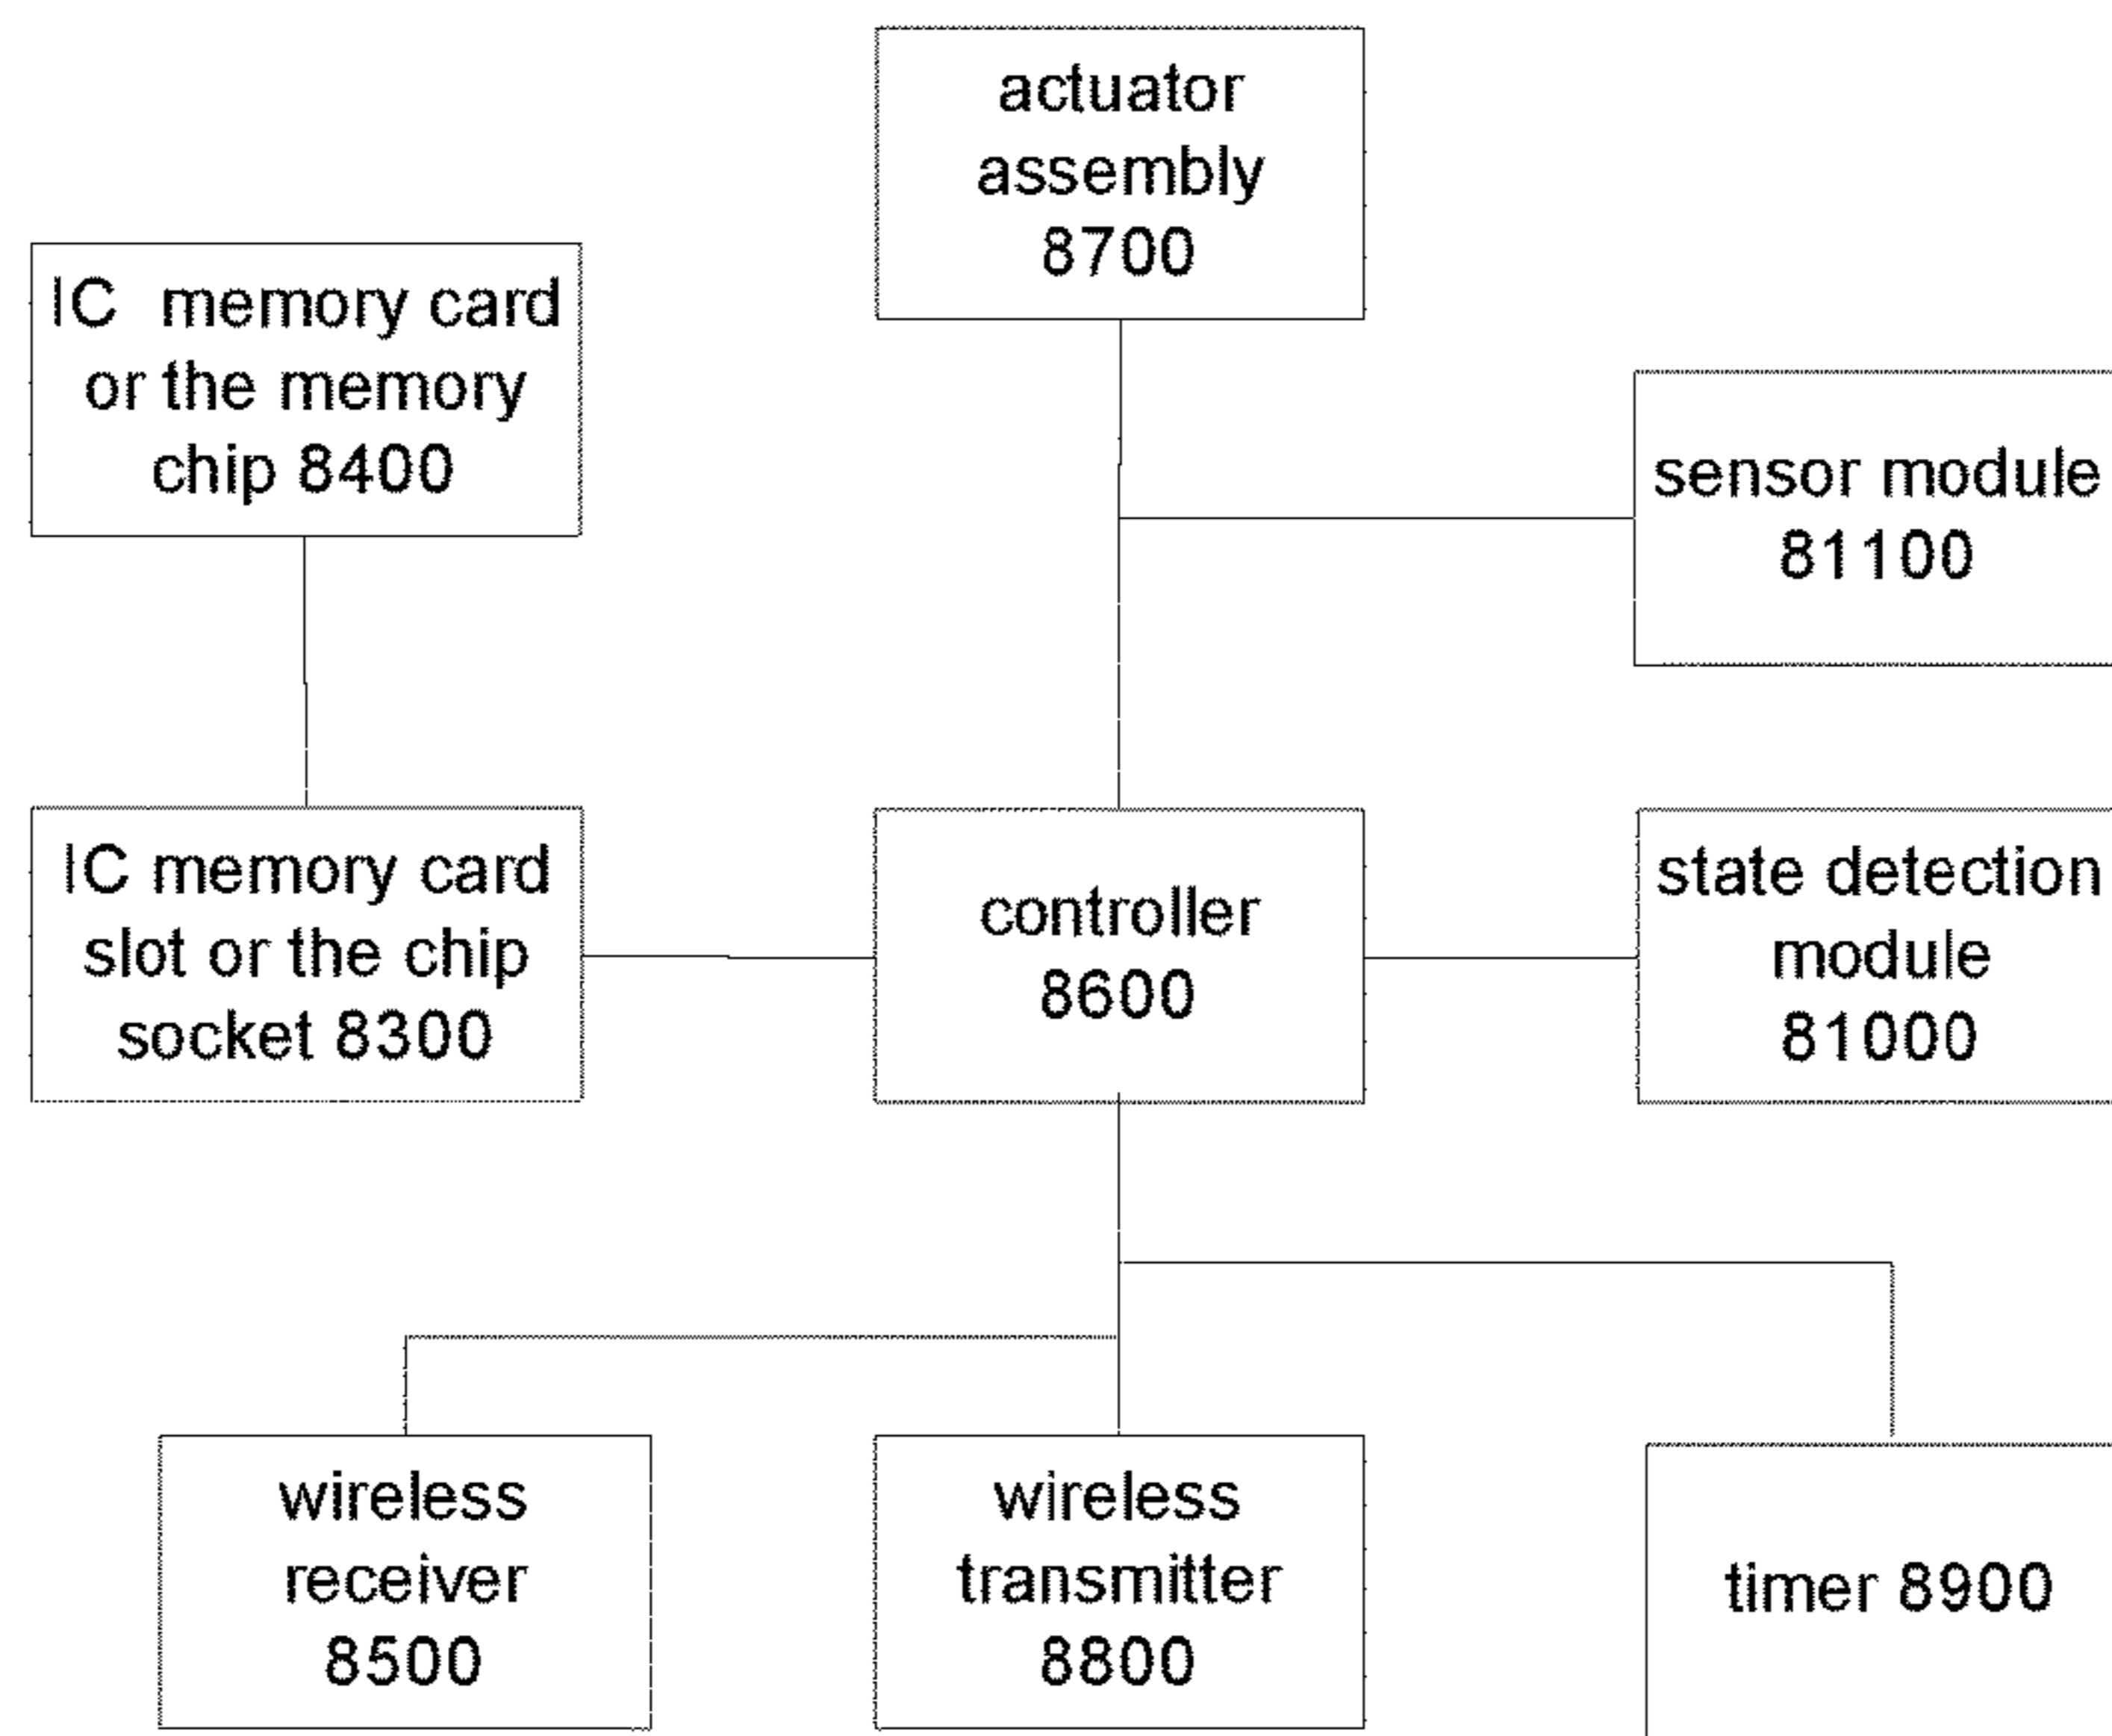 actuator
assembly
8700
IC memory card
or the memory
chip 8400
sensor module
81100
IC memory card
slot or the chip
socket 8300
controller
8600
state detection
module
81000
wireless
receiver
8500
wireless
transmitter
8800
timer 8900